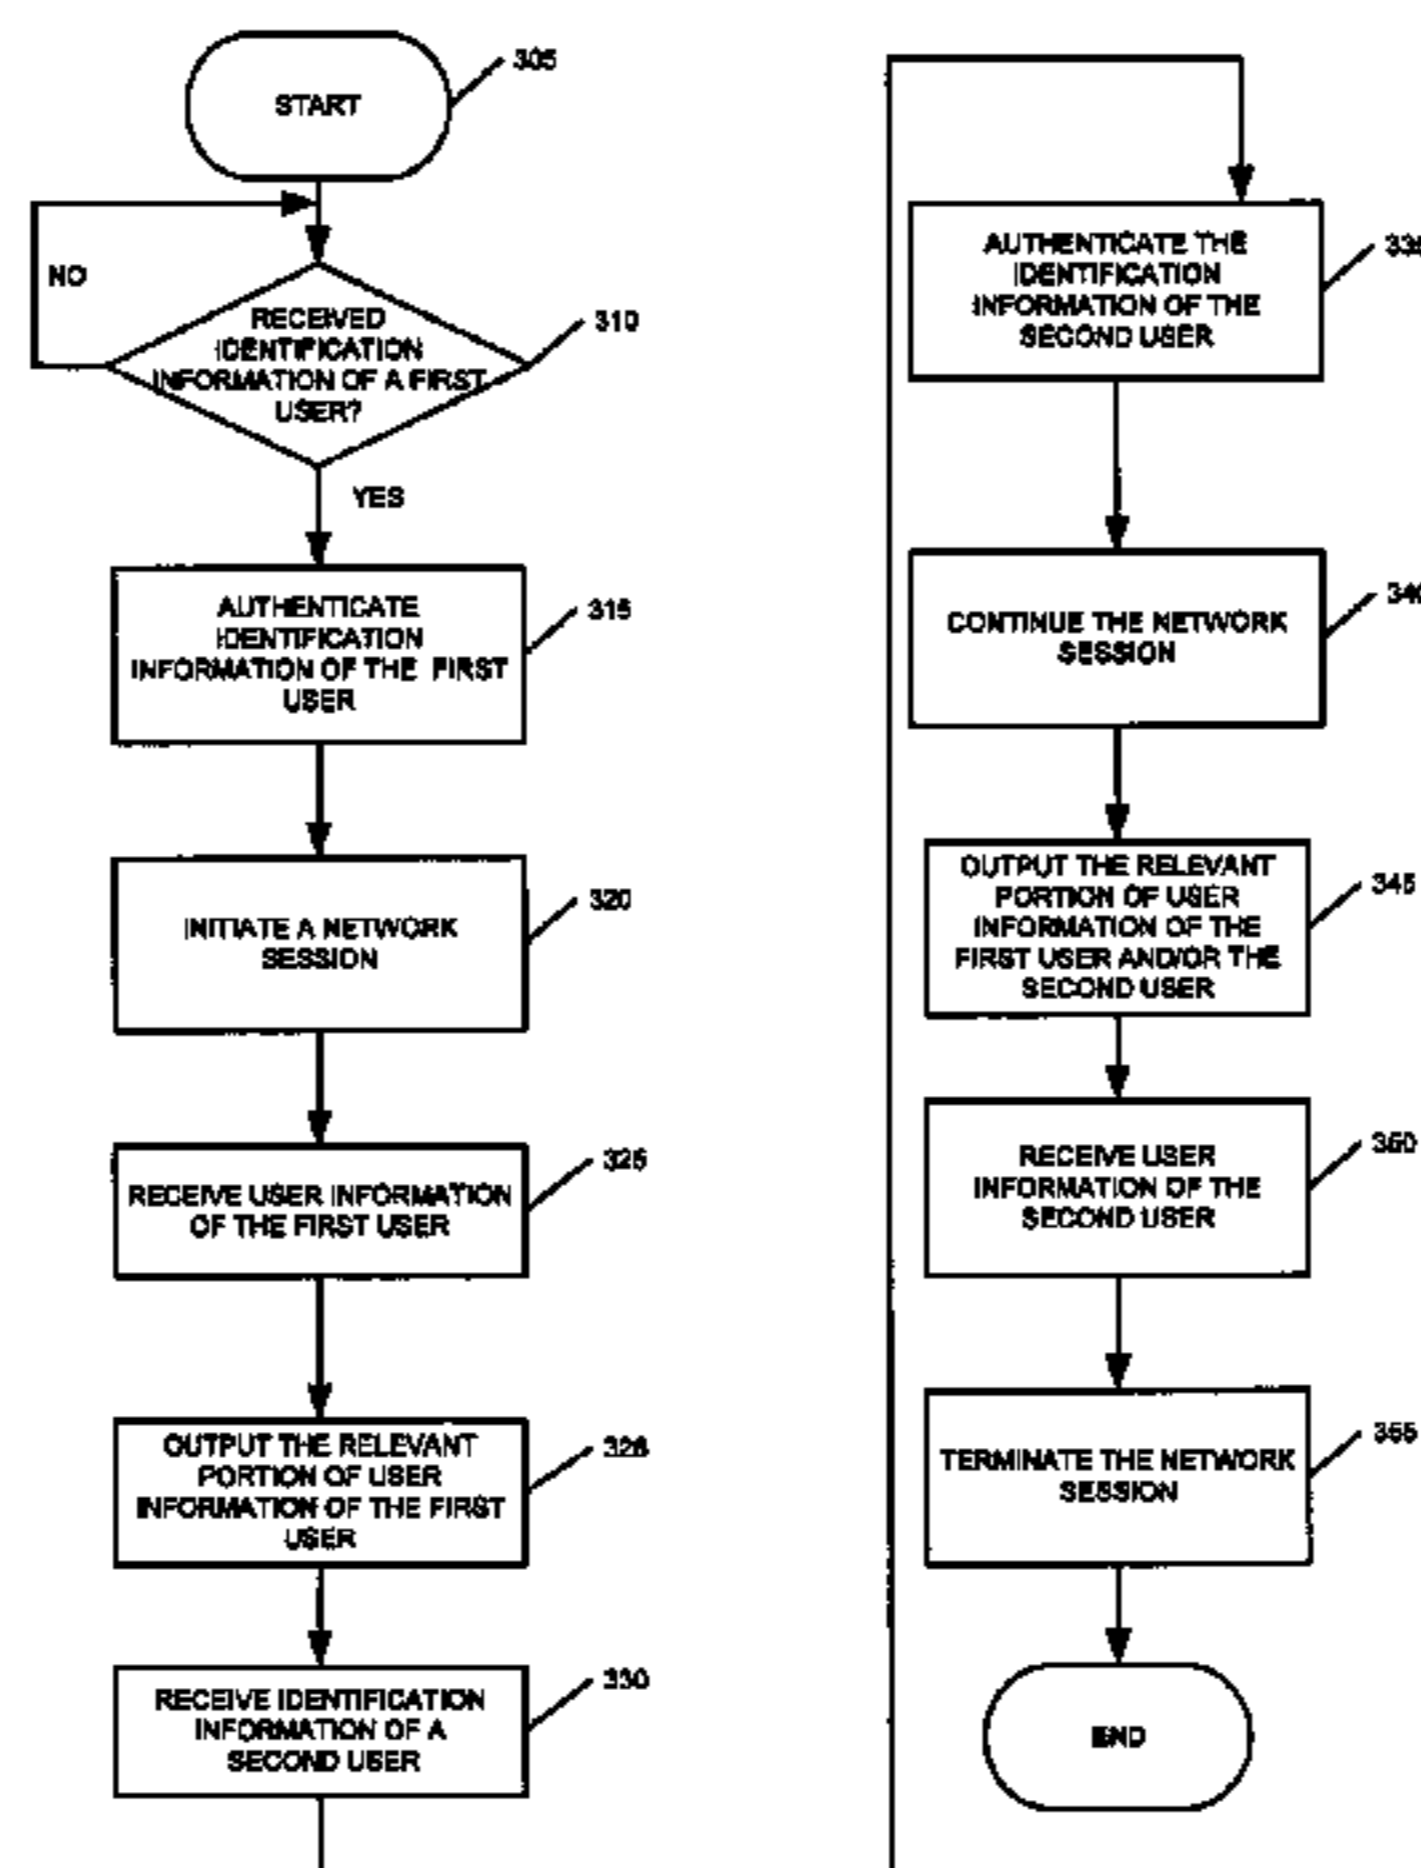 START
305
NO
RECEIVED
IDENTIFICATION
INFORMATION OF A FIRST
USER?
310
YES
AUTHENTICATE
IDENTIFICATION
INFORMATION OF THE FIRST
USER
315
INITIATE A NETWORK
SESSION
320
RECEIVE USER INFORMATION
OF THE FIRST USER
325
OUTPUT THE RELEVANT
PORTION OF USER
INFORMATION OF THE FIRST
USER
RECEIVE IDENTIFICATION
INFORMATION OF A
SECOND USER
330
AUTHENTICATE THE
IDENTIFICATION
INFORMATION OF THE
SECOND USER
CONTINUE THE NETWORK
SESSION
OUTPUT THE RELEVANT
PORTION OF USER
INFORMATION OF THE
FIRST USER AND/OR THE
SECOND USER
345
RECEIVE USER
INFORMATION OF THE
SECOND USER
350
TERMINATE THE NETWORK
SESSION
355
END